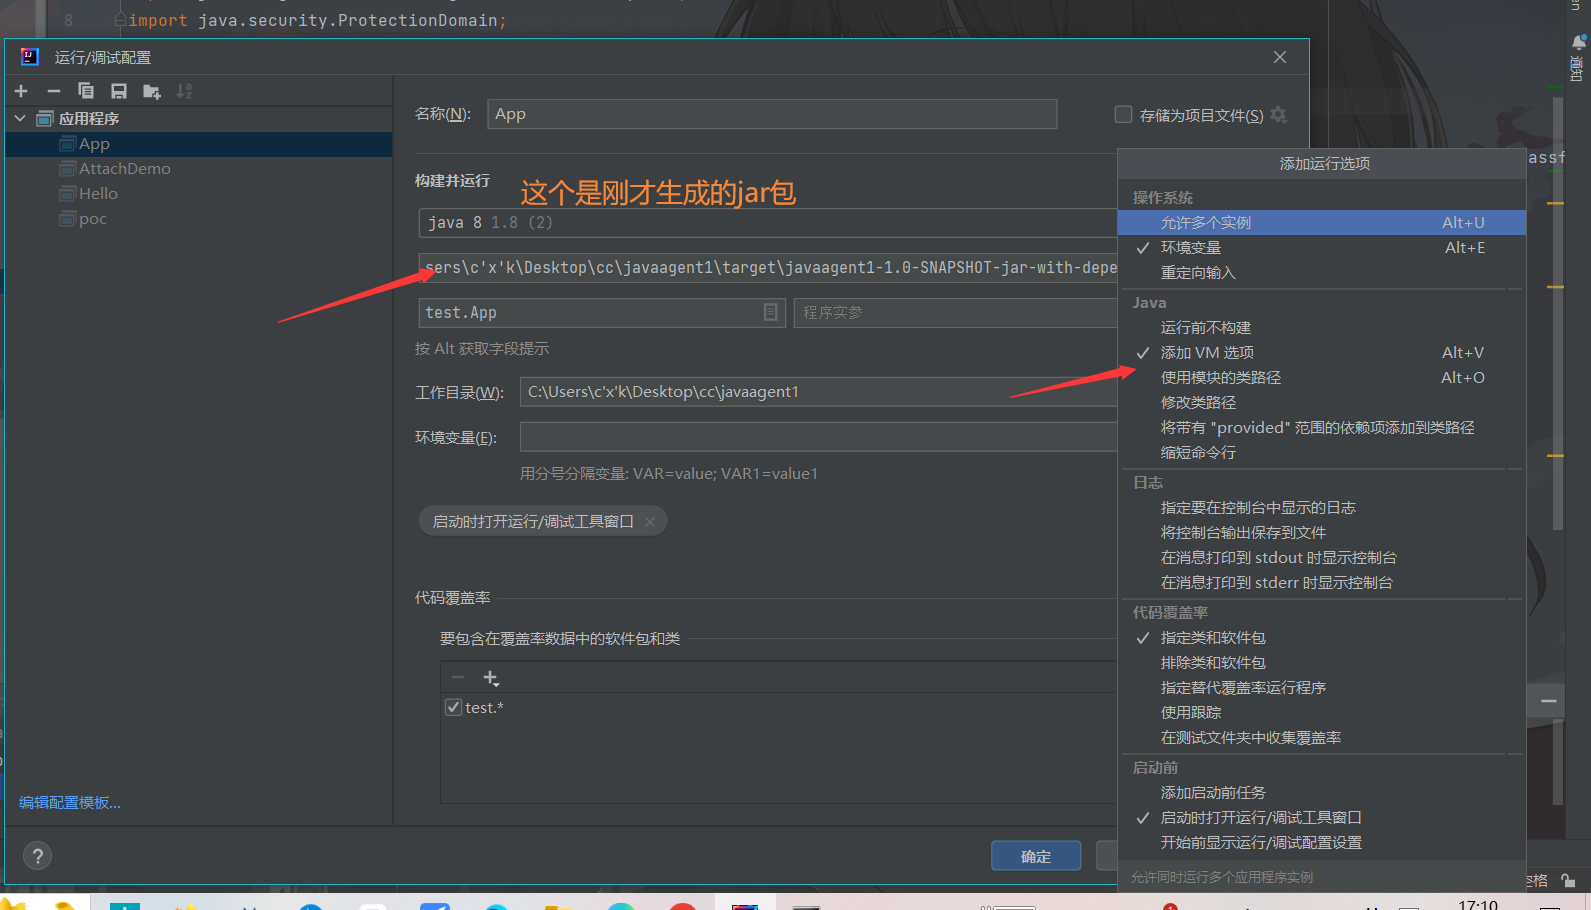 8 import java.security.ProtectionDomain;
运行/调试配置
应用程序
App
AttachDemo
Hello
poc
编辑配置模板...
名称(N):
App
存储为项目文件(S)
构建并运行
这个是刚才生成的jar包
java 8 1.8 (2)
sers\c'x'k\Desktop\cc\javaagent1\target\javaagent1-1.0-SNAPSHOT-jar-with-depe
test.App
程序实参
按 Alt 获取字段提示
工作目录(W):
C:\Users\c'x'k\Desktop\cc\javaagent1
环境变量(E):
用分号分隔变量: VAR=value; VAR1=value1
启动时打开运行/调试工具窗口
代码覆盖率
要包含在覆盖率数据中的软件包和类
test.*
确定
?
添加运行选项
操作系统
允许多个实例 Alt+U
环境变量 Alt+E
重定向输入
Java
运行前不构建
添加 VM 选项 Alt+V
使用模块的类路径 Alt+O
修改类路径
将带有 "provided" 范围的依赖项添加到类路径
缩短命令行
日志
指定要在控制台中显示的日志
将控制台输出保存到文件
在消息打印到 stdout 时显示控制台
在消息打印到 stderr 时显示控制台
代码覆盖率
指定类和软件包
排除类和软件包
指定替代覆盖率运行程序
使用跟踪
在测试文件夹中收集覆盖率
启动前
添加启动前任务
启动时打开运行/调试工具窗口
开始前显示运行/调试配置设置
允许同时运行多个应用程序实例
通知
assf
空格
17:10